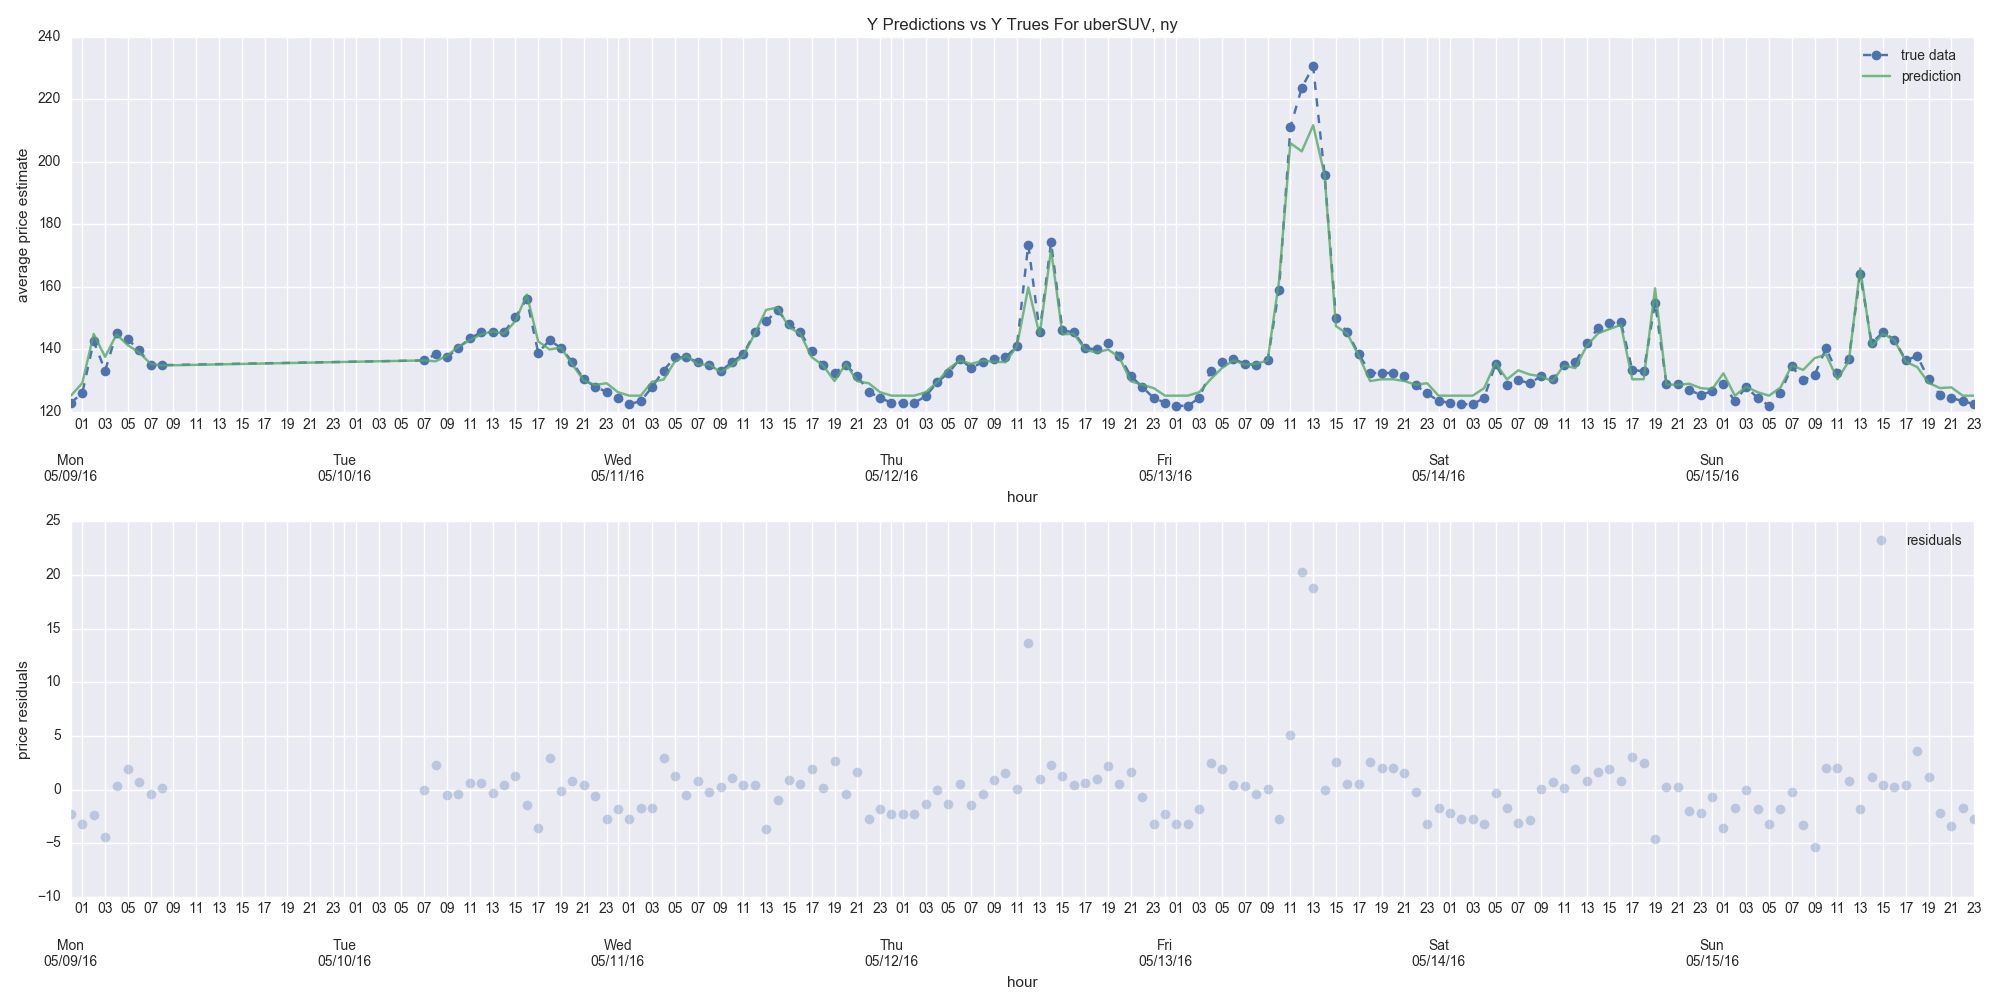 Y Predictions vs Y Trues For uberSUV, ny
240
220
200
180
160
140
120
average price estimate
true data
prediction
01 03 05 07 09 11 13 15 17 19 21 23 01 03 05 07 09 11 13 15 17 19 21 23 01 03 05 07 09 11 13 15 17 19 21 23 01 03 05 07 09 11 13 15 17 19 21 23 01 03 05 07 09 11 13 15 17 19 21 23 01 03 05 07 09 11 13 15 17 19 21 23 01 03 05 07 09 11 13 15 17 19 21 23
Mon Tue Wed Thu Fri Sat Sun
05/09/16 05/10/16 05/11/16 05/12/16 05/13/16 05/14/16 05/15/16
hour
25
20
15
10
5
0
−5
−10
price residuals
residuals
01 03 05 07 09 11 13 15 17 19 21 23 01 03 05 07 09 11 13 15 17 19 21 23 01 03 05 07 09 11 13 15 17 19 21 23 01 03 05 07 09 11 13 15 17 19 21 23 01 03 05 07 09 11 13 15 17 19 21 23 01 03 05 07 09 11 13 15 17 19 21 23 01 03 05 07 09 11 13 15 17 19 21 23
Mon Tue Wed Thu Fri Sat Sun
05/09/16 05/10/16 05/11/16 05/12/16 05/13/16 05/14/16 05/15/16
hour